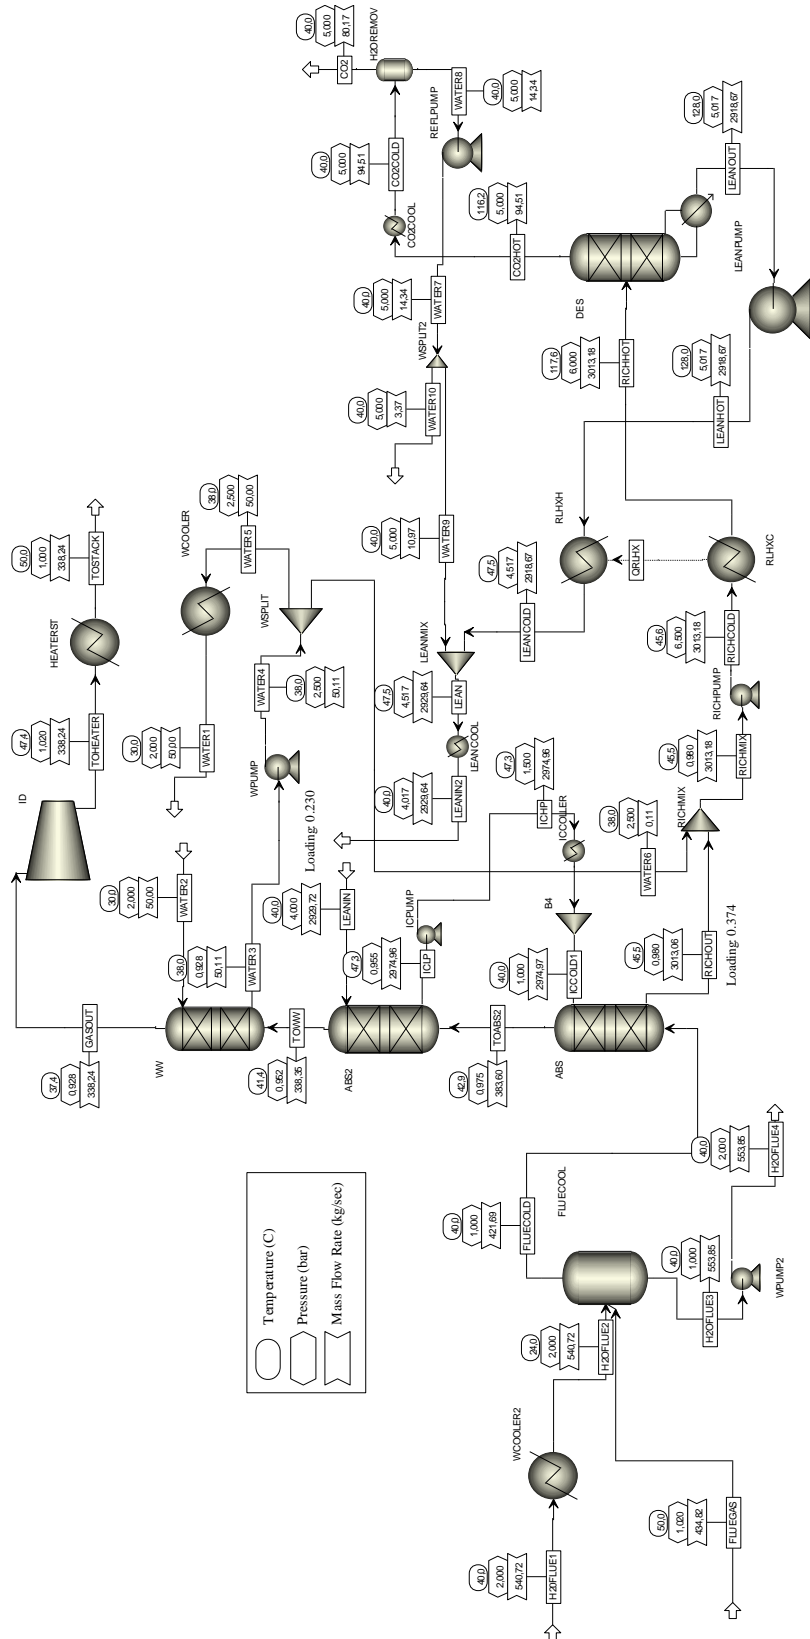 ID
47,4
1,020
338,24
TOHEATER
HEATERST
50,0
1,000
338,24
TOSTACK
37,4
0,928
338,24
GASOUT
WW
30,0
2,000
50,00
WATER2
38,0
0,928
50,11
WATER3
30,0
2,000
50,00
WATER1
WCOOLER
38,0
2,500
50,00
WATER5
WSPLIT
WATER4
38,0
2,500
50,11
WPUMP
Loading 0.230
41,4
0,952
338,35
TOWW
ABS2
40,0
4,000
2929,72
LEANIN
47,3
0,955
2974,96
ICLP
ICPUMP
47,3
1,500
2974,96
ICHP
ICCOLLER
B4
40,0
1,000
2974,97
ICCOLD1
42,9
0,975
383,60
TOABS2
ABS
45,5
0,980
3013,06
RICHOUT
Loading 0.374
38,0
2,500
0,11
WATER6
RICHMIX
45,5
0,980
3013,18
RICHMIX
RICHPUMP
45,6
6,500
3013,18
RICHCOLD
RLHXC
QRLHX
RLHXH
47,5
4,517
2918,67
LEANCOLD
LEANMIX
47,5
4,517
2929,64
LEAN
LEANCOOL
40,0
4,017
2929,64
LEANIN2
40,0
5,000
10,97
WATER9
40,0
5,000
3,37
WATER10
WSPLIT2
40,0
5,000
14,34
WATER7
REFLPUMP
WATER8
40,0
5,000
14,34
H2OREMOV
40,0
5,000
80,17
CO2
40,0
5,000
94,51
CO2COLD
CO2COOL
116,2
5,000
94,51
CO2HOT
DES
117,6
6,000
3013,18
RICHHOT
128,0
5,017
2918,67
LEANOUT
LEANPUMP
128,0
5,017
2918,67
LEANHOT
Temperature (C)
Pressure (bar)
Mass Flow Rate (kg/sec)
FLUECOOL
40,0
1,000
421,69
FLUECOLD
40,0
2,000
553,85
H2OFLUE4
40,0
1,000
553,85
H2OFLUE3
WPUMP2
24,0
2,000
540,72
H2OFLUE2
WCOOLER2
40,0
2,000
540,72
H2OFLUE1
50,0
1,020
434,82
FLUEGAS